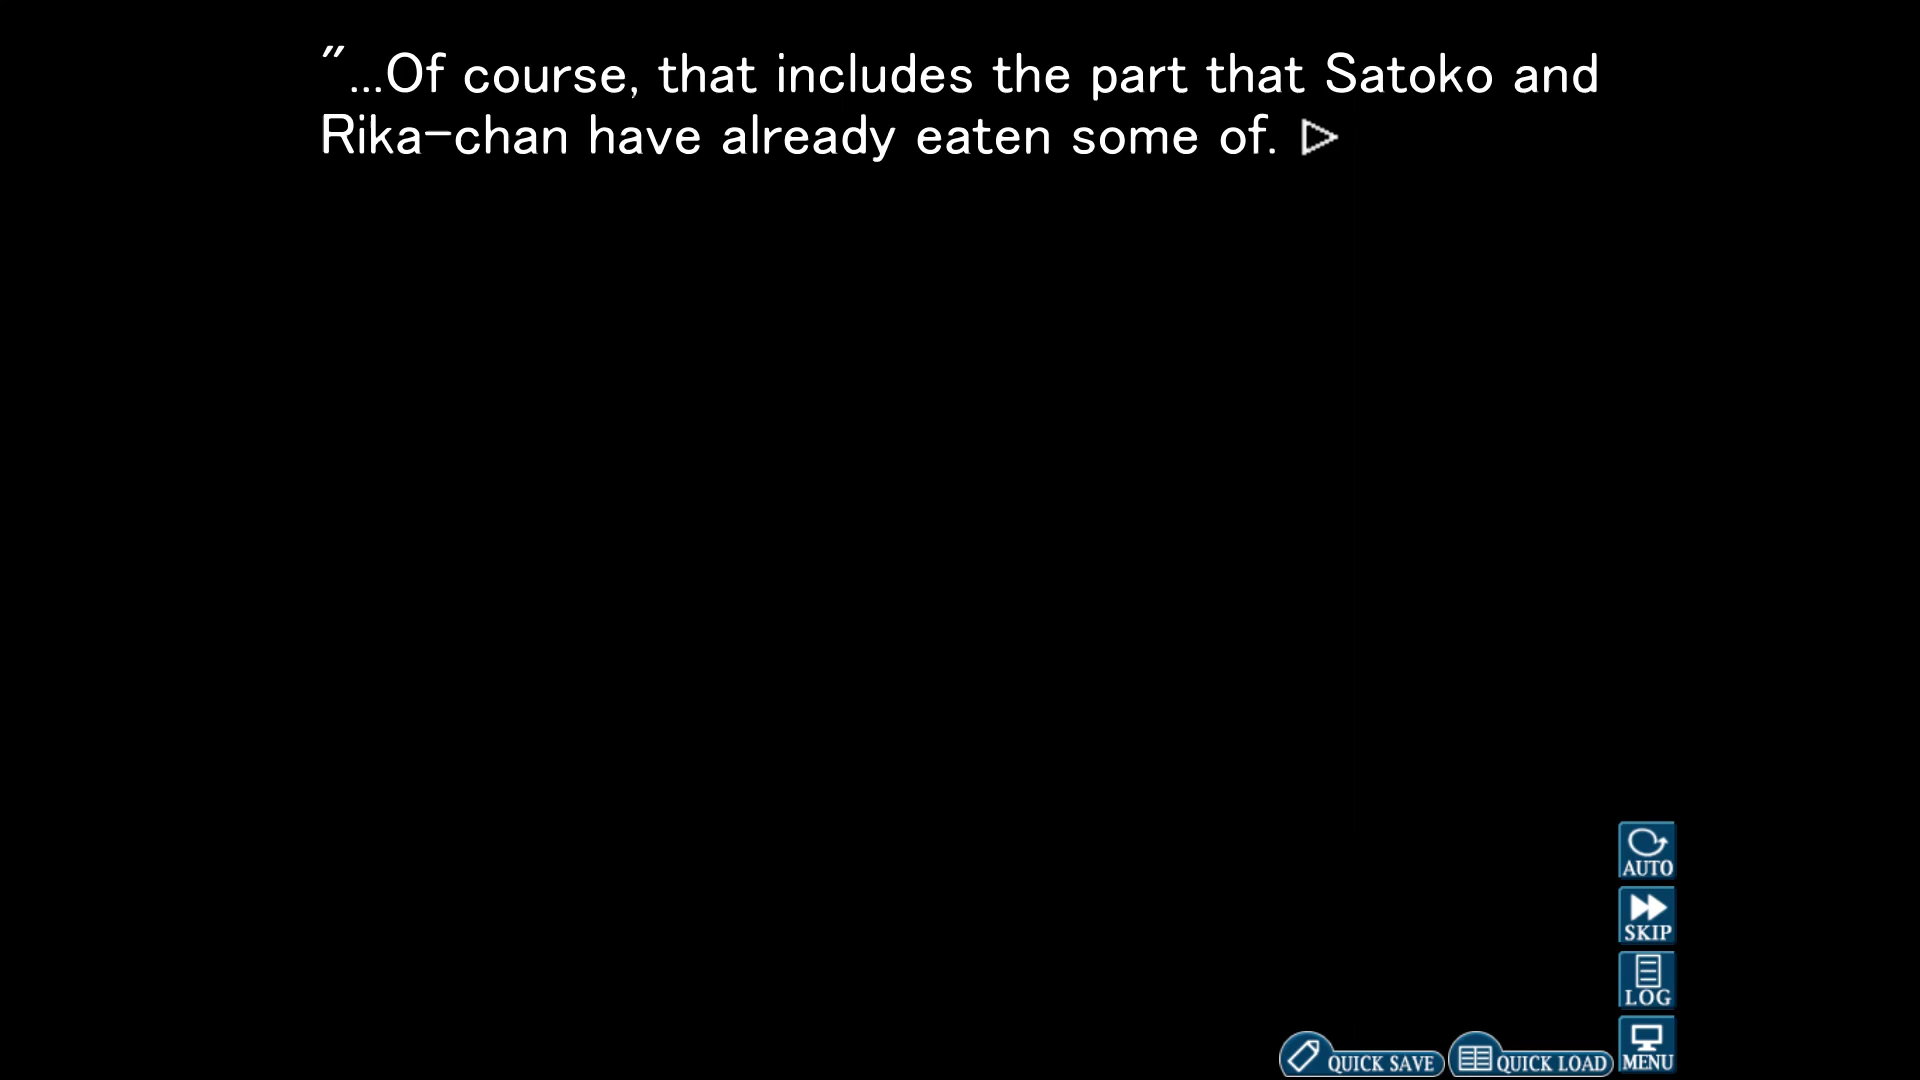 "...Of course, that includes the part that Satoko and
Rika-chan have already eaten some of.
AUTO
SKIP
LOG
MENU
QUICK SAVE
QUICK LOAD